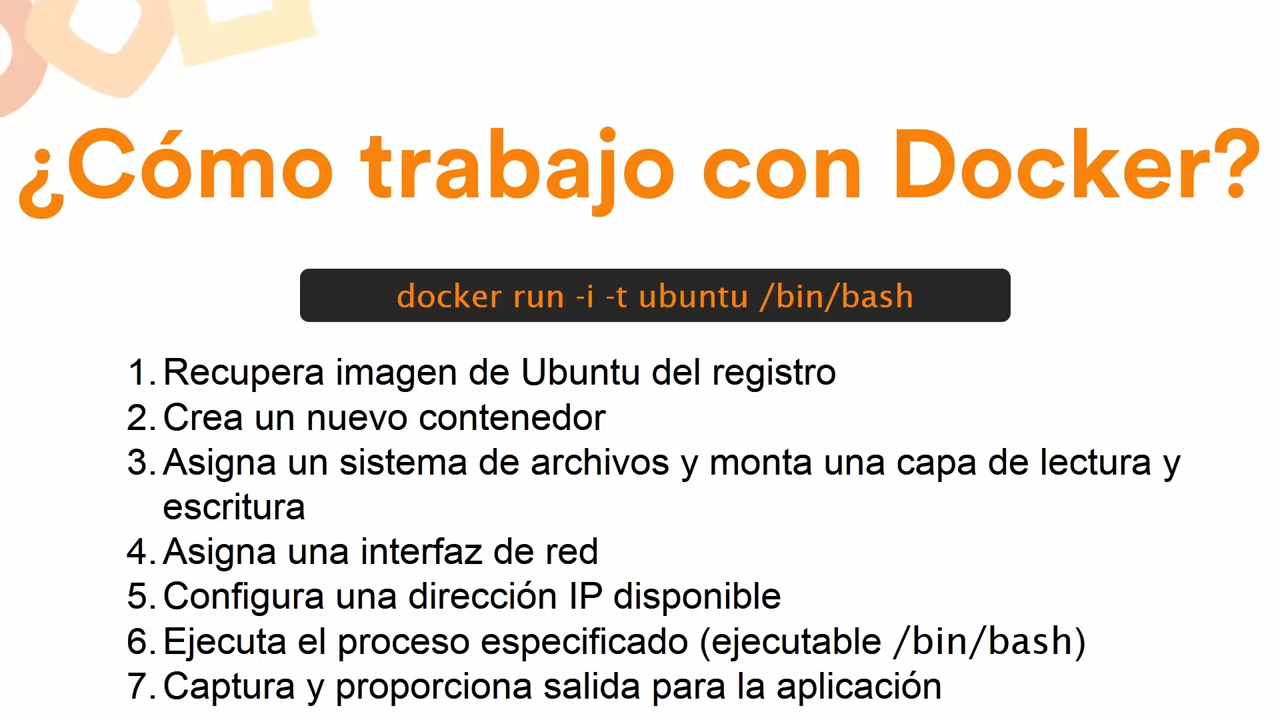 ¿Cómo trabajo con Docker?
docker run -i -t ubuntu /bin/bash
1. Recupera imagen de Ubuntu del registro
2. Crea un nuevo contenedor
3. Asigna un sistema de archivos y monta una capa de lectura y
escritura
4. Asigna una interfaz de red
5. Configura una dirección IP disponible
6. Ejecuta el proceso especificado (ejecutable /bin/bash)
7. Captura y proporciona salida para la aplicación